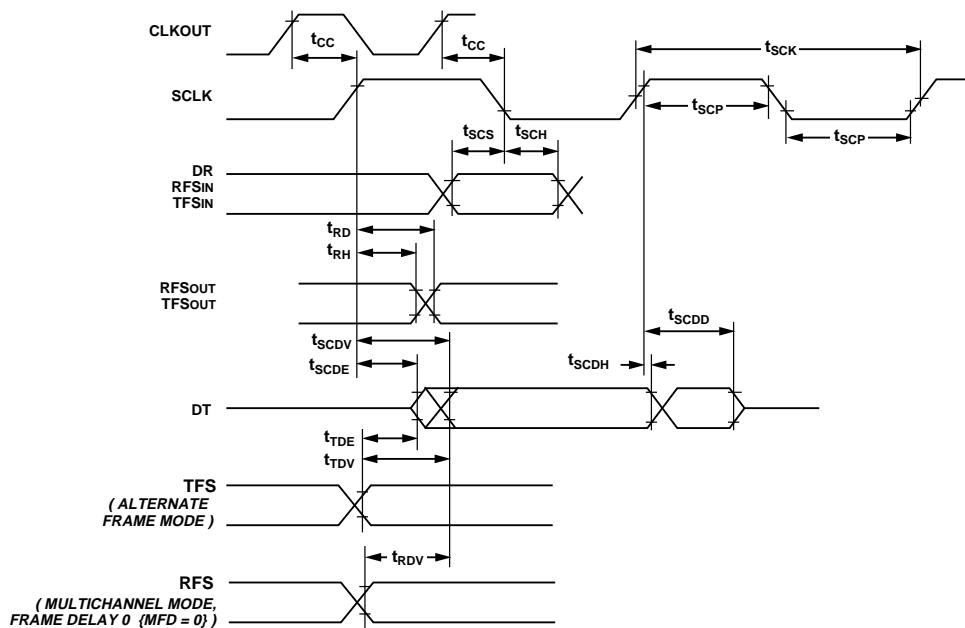 CLKOUT
tCC
tCC
tSCK
SCLK
tSCP
tSCP
tSCS
tSCH
DR
RFSIN
TFSIN
tRD
tRH
RFSOUT
TFSOUT
tSCDV
tSCDD
tSCDE
tSCDH
DT
tTDE
tTDV
TFS
( ALTERNATE
FRAME MODE )
tRDV
RFS
( MULTICHANNEL MODE,
FRAME DELAY 0 {MFD = 0} )